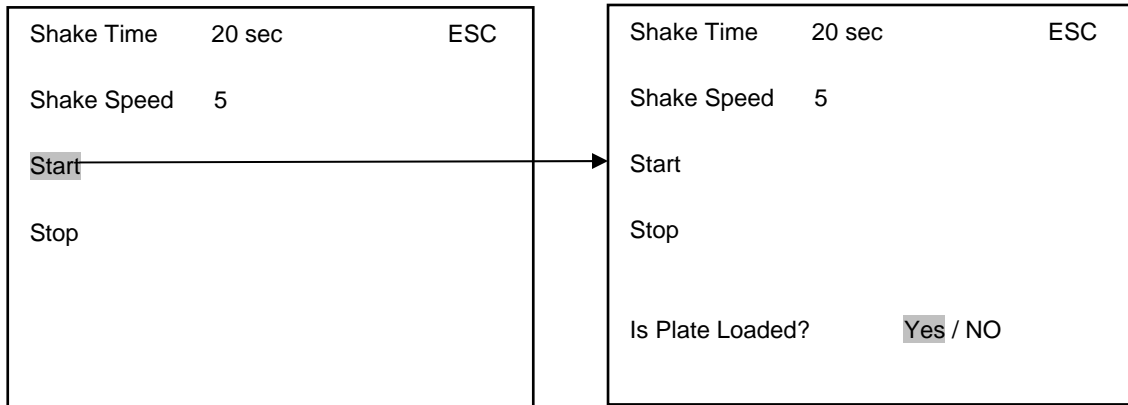 Shake Time 20 sec ESC
Shake Speed 5
Start
Stop
Shake Time 20 sec ESC
Shake Speed 5
Start
Stop
Is Plate Loaded? Yes / NO